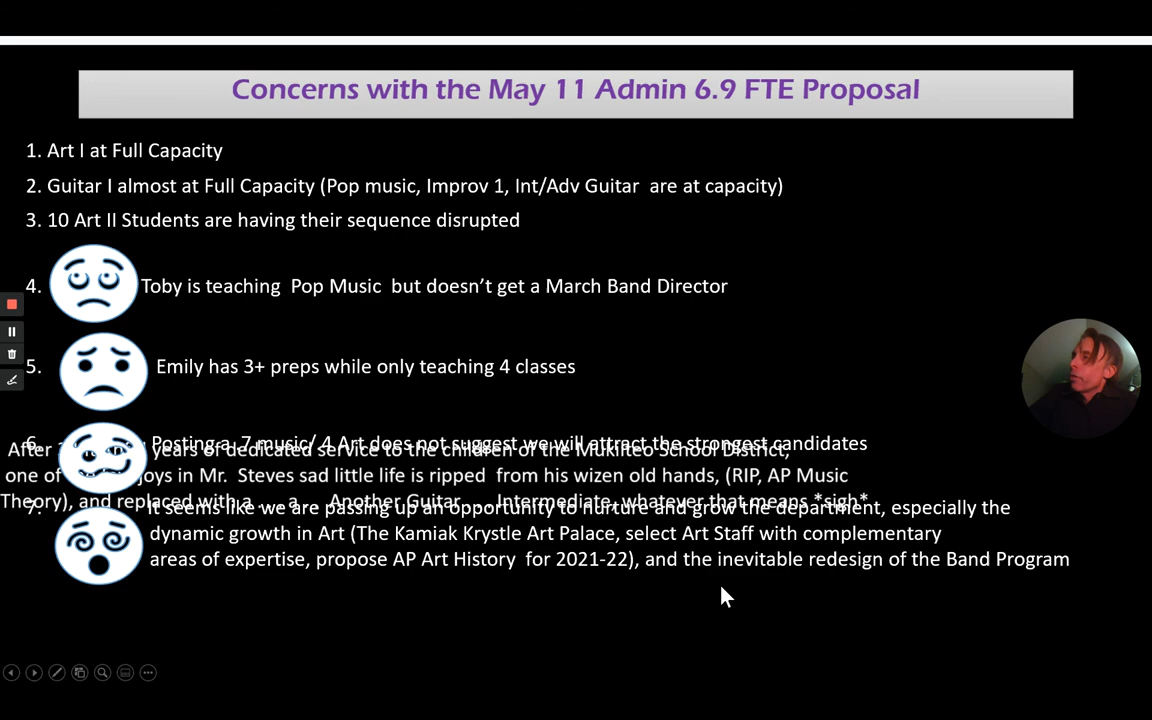 Concerns with the May 11 Admin 6.9 FTE Proposal
1. Art I at Full Capacity
2. Guitar I almost at Full Capacity (Pop music, Improv 1, Int/Adv Guitar are at capacity)
3. 10 Art II Students are having their sequence disrupted
4. Toby is teaching Pop Music but doesn't get a March Band Director
5. Emily has 3+ preps while only teaching 4 classes
6. Posting a .7 music/.4 Art does not suggest we will attract the strongest candidates
After years of dedicated service to the children of the Mukilteo School District,
one of joys in Mr. Steves sad little life is ripped from his wizen old hands, (RIP, AP Music
Theory), and replaced with a . . . a . . . Another Guitar . . . Intermediate, whatever that means *sigh*
7. It seems like we are passing up an opportunity to nurture and grow the department, especially the
dynamic growth in Art (The Kamiak Krystle Art Palace, select Art Staff with complementary
areas of expertise, propose AP Art History for 2021-22), and the inevitable redesign of the Band Program